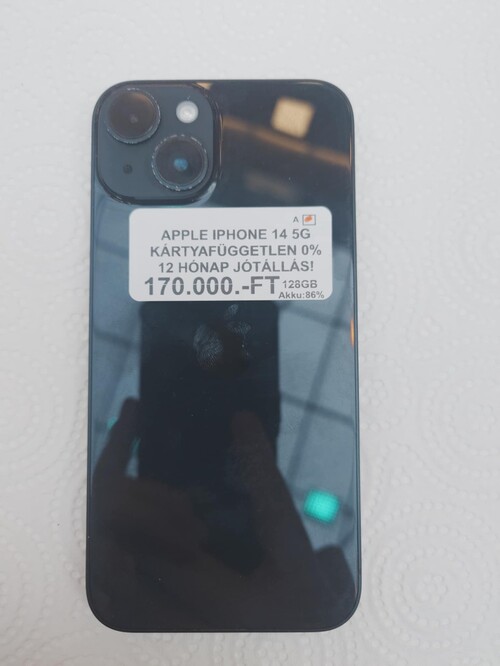 A
APPLE IPHONE 14 5G
KÁRTYAFÜGGETLEN 0%
12 HÓNAP JÓTÁLLÁS!
170.000.-FT 128GB
Akku:86%